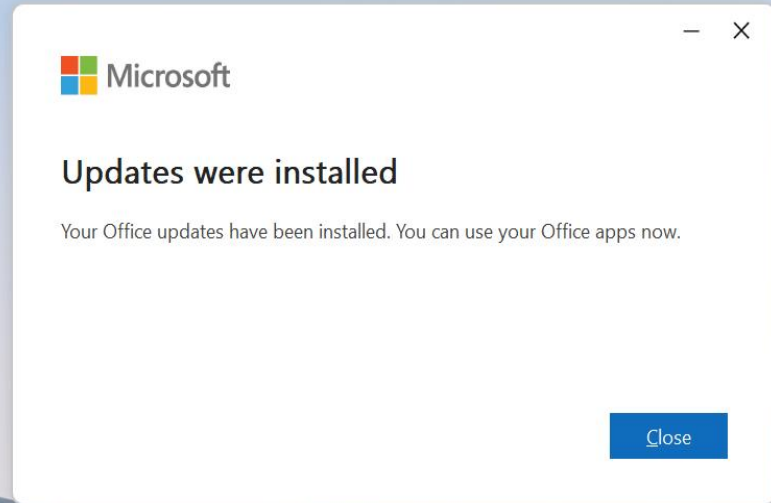 Microsoft
Updates were installed
Your Office updates have been installed. You can use your Office apps now.
Close